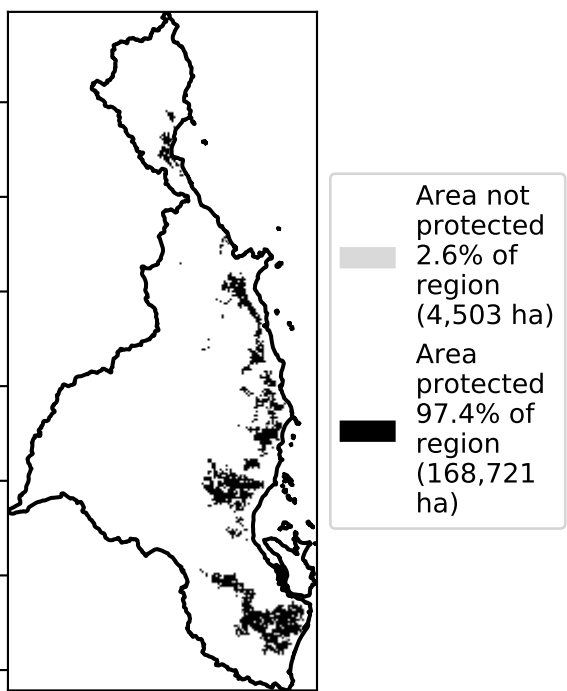 Area not
protected
2.6% of
region
(4,503 ha)
Area
protected
97.4% of
region
(168,721
ha)